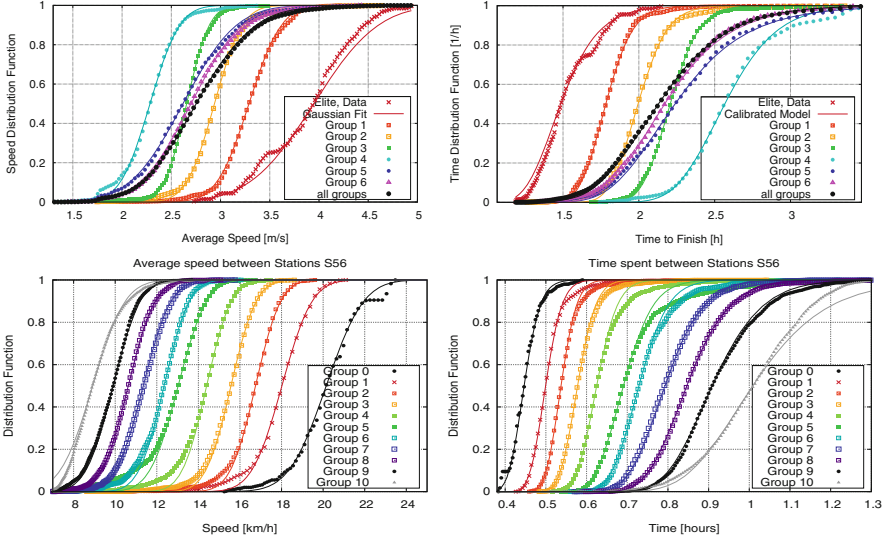 Speed Distribution Function
1
0.8
0.6
0.4
0.2
0
1.5
2
2.5
3
3.5
4
4.5
5
Average Speed [m/s]
Elite, Data
Gaussian Fit
Group 1
Group 2
Group 3
Group 4
Group 5
Group 6
all groups
Time Distribution Function [1/h]
1
0.8
0.6
0.4
0.2
0
1.5
2
2.5
3
Time to Finish [h]
Elite, Data
Calibrated Model
Group 1
Group 2
Group 3
Group 4
Group 5
Group 6
all groups
Average speed between Stations S56
Distribution Function
1
0.8
0.6
0.4
0.2
0
8
10
12
14
16
18
20
22
24
Speed [km/h]
Group 0
Group 1
Group 2
Group 3
Group 4
Group 5
Group 6
Group 7
Group 8
Group 9
Group 10
Time spent between Stations S56
Distribution Function
1
0.8
0.6
0.4
0.2
0
0.4
0.5
0.6
0.7
0.8
0.9
1
1.1
1.2
1.3
Time [hours]
Group 0
Group 1
Group 2
Group 3
Group 4
Group 5
Group 6
Group 7
Group 8
Group 9
Group 10